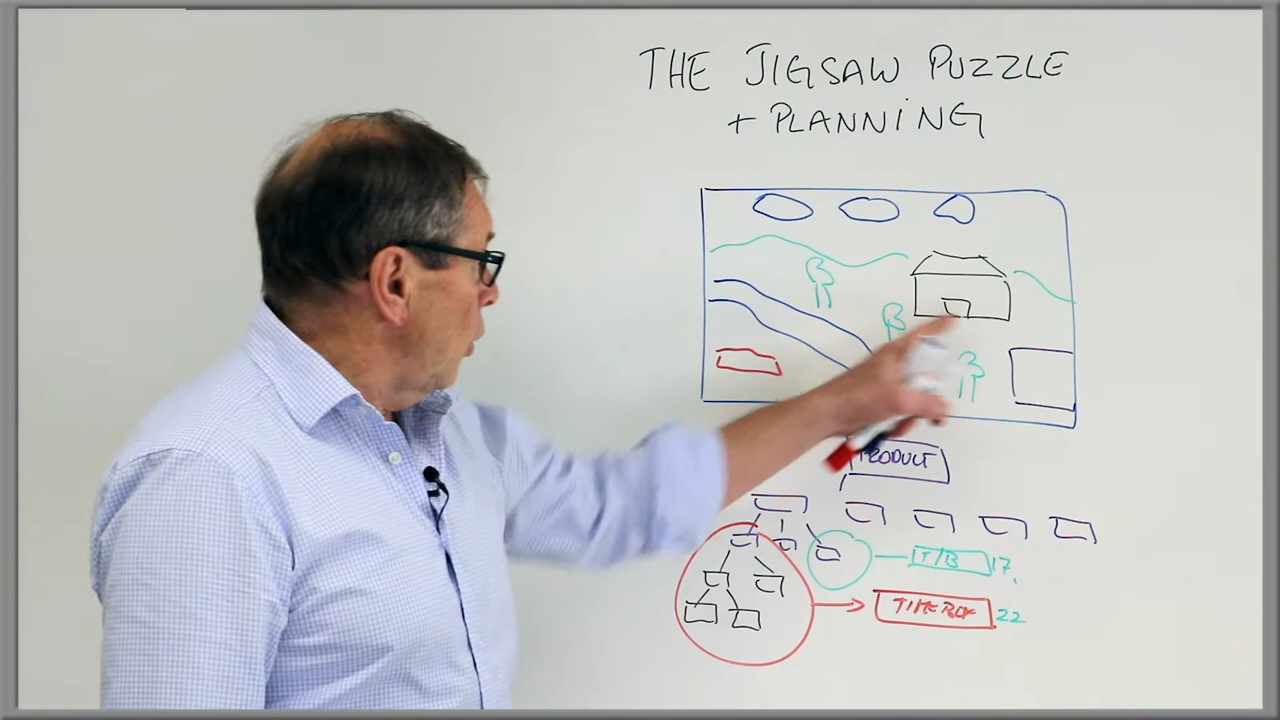 THE JIGSAW PUZZLE
+ PLANNING
PRODUCT
T/B 17.
TIMEBOX 22